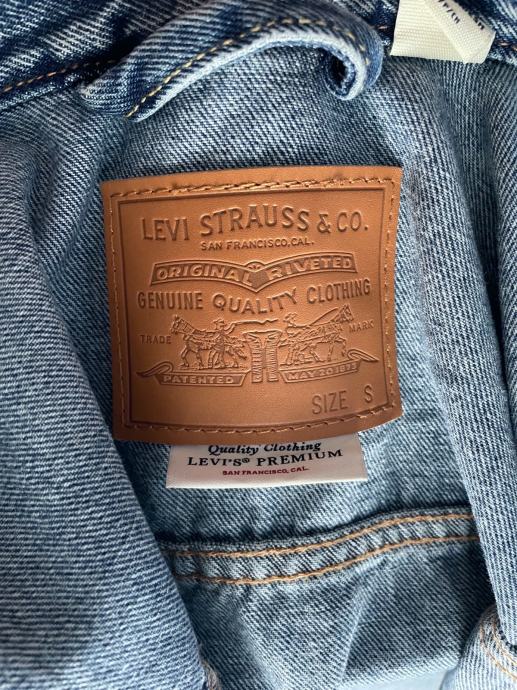 LEVI STRAUSS & CO.
SAN FRANCISCO, CAL.
ORIGINAL RIVETED
GENUINE QUALITY CLOTHING
TRADE MARK
PATENTED MAY 20 1873
SIZE S
Quality Clothing
LEVI'S® PREMIUM
SAN FRANCISCO, CAL.